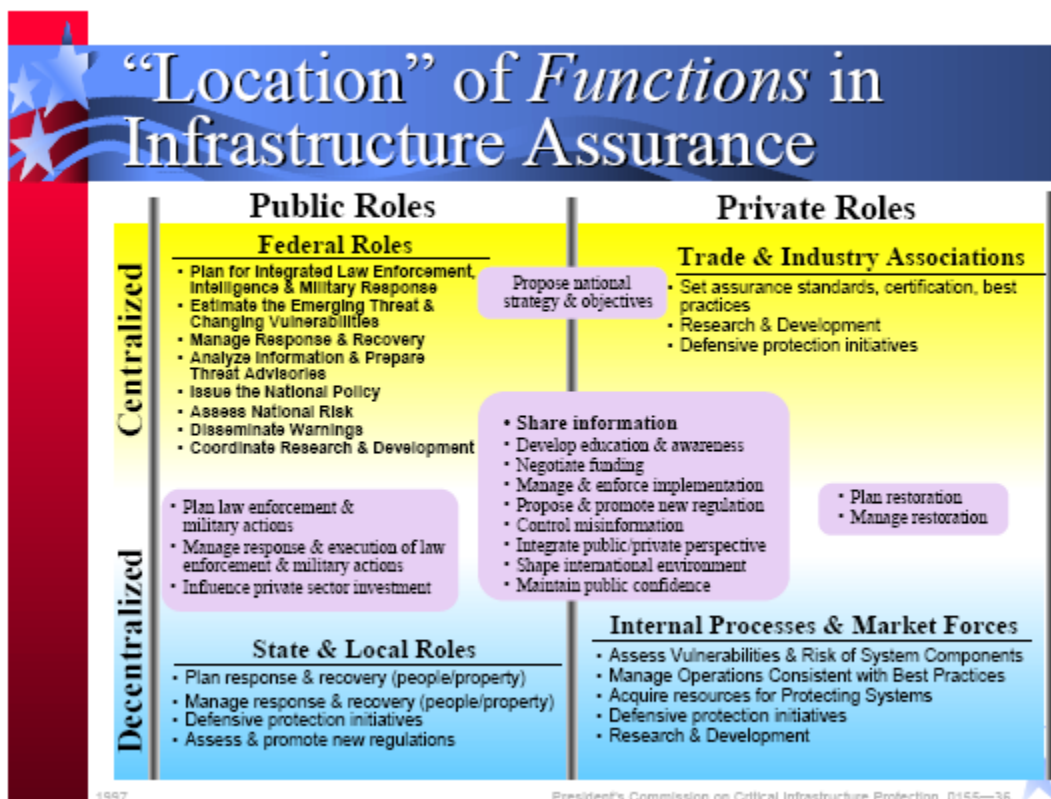 “Location” of Functions in
Infrastructure Assurance
Public Roles
Private Roles
Centralized
Decentralized
Federal Roles
• Plan for Integrated Law Enforcement,
Intelligence & Military Response
• Estimate the Emerging Threat &
Changing Vulnerabilities
• Manage Response & Recovery
• Analyze Information & Prepare
Threat Advisories
• Issue the National Policy
• Assess National Risk
• Disseminate Warnings
• Coordinate Research & Development
Propose national
strategy & objectives
Trade & Industry Associations
• Set assurance standards, certification, best
practices
• Research & Development
• Defensive protection initiatives
• Plan law enforcement &
military actions
• Manage response & execution of law
enforcement & military actions
• Influence private sector investment
• Share information
• Develop education & awareness
• Negotiate funding
• Manage & enforce implementation
• Propose & promote new regulation
• Control misinformation
• Integrate public/private perspective
• Shape international environment
• Maintain public confidence
• Plan restoration
• Manage restoration
State & Local Roles
• Plan response & recovery (people/property)
• Manage response & recovery (people/property)
• Defensive protection initiatives
• Assess & promote new regulations
Internal Processes & Market Forces
• Assess Vulnerabilities & Risk of System Components
• Manage Operations Consistent with Best Practices
• Acquire resources for Protecting Systems
• Defensive protection initiatives
• Research & Development
1997
President's Commission on Critical Infrastructure Protection 0155—35